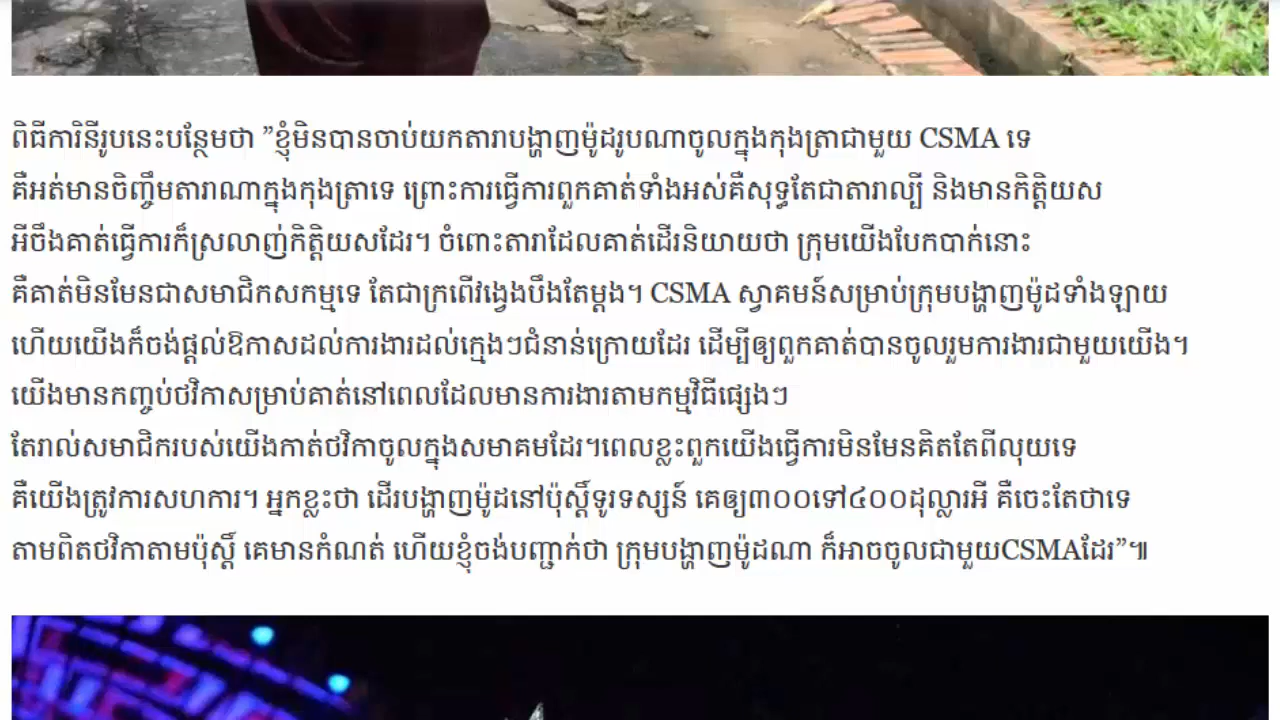 ពិធីការិនីរូបនេះបន្ថែមថា ”ខ្ញុំមិនបានចាប់យកតារាបង្ហាញម៉ូដរូបណាចូលក្នុងកុងត្រាជាមួយ CSMA ទេ
គឺអត់មានចិញ្ចឹមតារាណាក្នុងកុងត្រាទេ ព្រោះការធ្វើការពួកគាត់ទាំងអស់គឺសុទ្ធតែជាតារាល្បី និងមានកិត្តិយស
អីចឹងគាត់ធ្វើការក៏ស្រលាញ់កិត្តិយសដែរ។ ចំពោះតារាដែលគាត់ដើរនិយាយថា ក្រុមយើងបែកបាក់នោះ
គឺគាត់មិនមែនជាសមាជិកសកម្មទេ តែជាក្រពើវង្វេងបឹងតែម្តង។ CSMA ស្វាគមន៍សម្រាប់ក្រុមបង្ហាញម៉ូដទាំងឡាយ
ហើយយើងក៏ចង់ផ្តល់ឱកាសដល់ការងារដល់ក្មេងៗជំនាន់ក្រោយដែរ ដើម្បីឲ្យពួកគាត់បានចូលរួមការងារជាមួយយើង។
យើងមានកញ្ចប់ថវិកាសម្រាប់គាត់នៅពេលដែលមានការងារតាមកម្មវិធីផ្សេងៗ
តែរាល់សមាជិករបស់យើងកាត់ថវិកាចូលក្នុងសមាគមដែរ។ពេលខ្លះពួកយើងធ្វើការមិនមែនគិតតែពីលុយទេ
គឺយើងត្រូវការសហការ។ អ្នកខ្លះថា ដើរបង្ហាញម៉ូដនៅប៉ុស្តិ៍ទូរទស្សន៍ គេឲ្យ៣០០ទៅ៤០០ដុល្លារអី គឺចេះតែថាទេ
តាមពិតថវិកាតាមប៉ុស្តិ៍ គេមានកំណត់ ហើយខ្ញុំចង់បញ្ជាក់ថា ក្រុមបង្ហាញម៉ូដណា ក៏អាចចូលជាមួយCSMAដែរ”៕